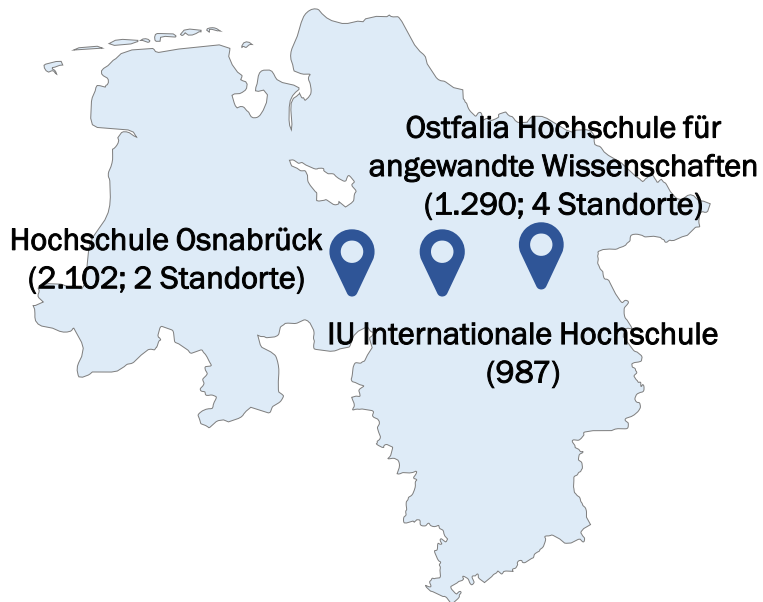 Ostfalia Hochschule für
angewandte Wissenschaften
(1.290; 4 Standorte)
Hochschule Osnabrück
(2.102; 2 Standorte)
IU Internationale Hochschule
(987)